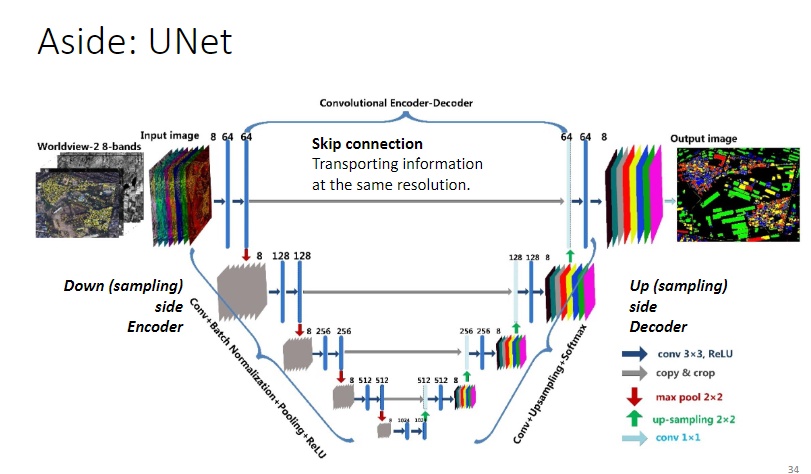 Aside: UNet
Convolutional Encoder-Decoder
Worldview-2 8-bands
Input image
8 64 64
Skip connection
Transporting information
at the same resolution.
64 64 8
Output image
8 128 128
128 128 8
Down (sampling)
side
Encoder
Up (sampling)
side
Decoder
8 256 256
256 256 8
8 512 512
512 512 8
8 1024
Conv+Batch Normalization+Pooling+ReLU
Conv+Upsampling+Softmax
conv 3×3, ReLU
copy & crop
max pool 2×2
up-sampling 2×2
conv 1×1
34